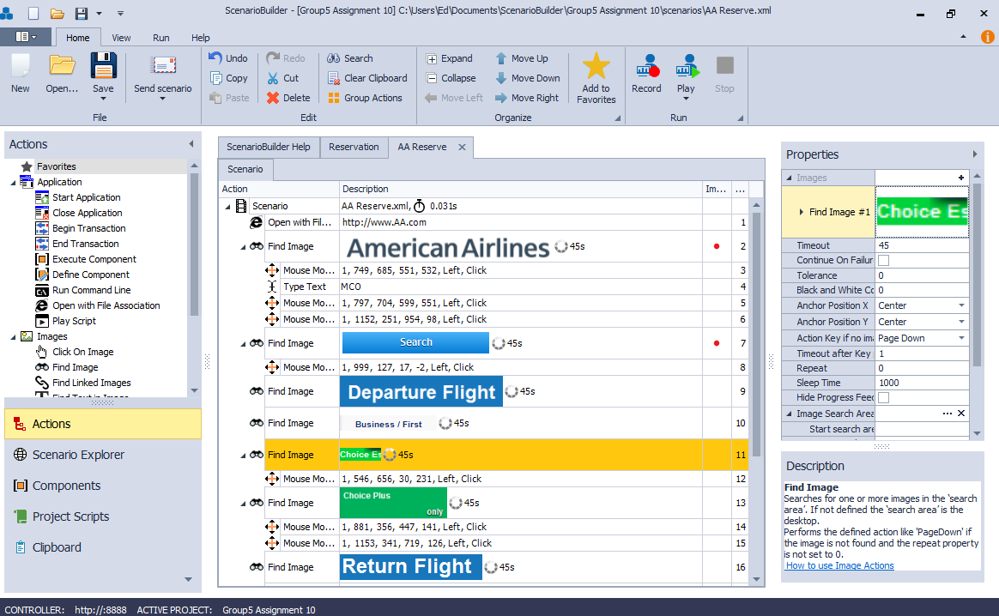 ScenarioBuilder - [Group5 Assignment 10] C:\Users\Ed\Documents\ScenarioBuilder\Group5 Assignment 10\scenarios\AA Reserve.xml
Home View Run Help
New Open... Save Send scenario
File
Undo Redo Search
Copy Cut Clear Clipboard
Paste Delete Group Actions
Edit
Expand Move Up
Collapse Move Down
Move Left Move Right
Organize
Add to
Favorites
Record Play Stop
Run
Actions
Favorites
Application
Start Application
Close Application
Begin Transaction
End Transaction
Execute Component
Define Component
Run Command Line
Open with File Association
Play Script
Images
Click On Image
Find Image
Find Linked Images
Find Text in Image
Actions
Scenario Explorer
Components
Project Scripts
Clipboard
ScenarioBuilder Help Reservation AA Reserve
Scenario
Action Description Im... ...
Scenario AA Reserve.xml, 0.031s
Open with Fil... http://www.AA.com 1
Find Image American Airlines 45s 2
Mouse Mo... 1, 749, 685, 551, 532, Left, Click 3
Type Text MCO 4
Mouse Mo... 1, 797, 704, 599, 551, Left, Click 5
Mouse Mo... 1, 1152, 251, 954, 98, Left, Click 6
Find Image Search 45s 7
Mouse Mo... 1, 999, 127, 17, -2, Left, Click 8
Find Image Departure Flight 45s 9
Find Image Business / First 45s 10
Find Image Choice Es 45s 11
Mouse Mo... 1, 546, 656, 30, 231, Left, Click 12
Find Image Choice Plus only 45s 13
Mouse Mo... 1, 881, 356, 447, 141, Left, Click 14
Mouse Mo... 1, 1153, 341, 719, 126, Left, Click 15
Find Image Return Flight 45s 16
Properties
Images +
Find Image #1 Choice Es
Timeout 45
Continue On Failur
Tolerance 0
Black and White Co 0
Anchor Position X Center
Anchor Position Y Center
Action Key if no ima Page Down
Timeout after Key 1
Repeat 0
Sleep Time 1000
Hide Progress Feed
Image Search Area ...
Start search are
Description
Find Image
Searches for one or more images in the 'search
area'. If not defined the 'search area' is the
desktop.
Performs the defined action like 'PageDown' if
the image is not found and the repeat property
is not set to 0.
How to use Image Actions
CONTROLLER: http://:8888 ACTIVE PROJECT: Group5 Assignment 10